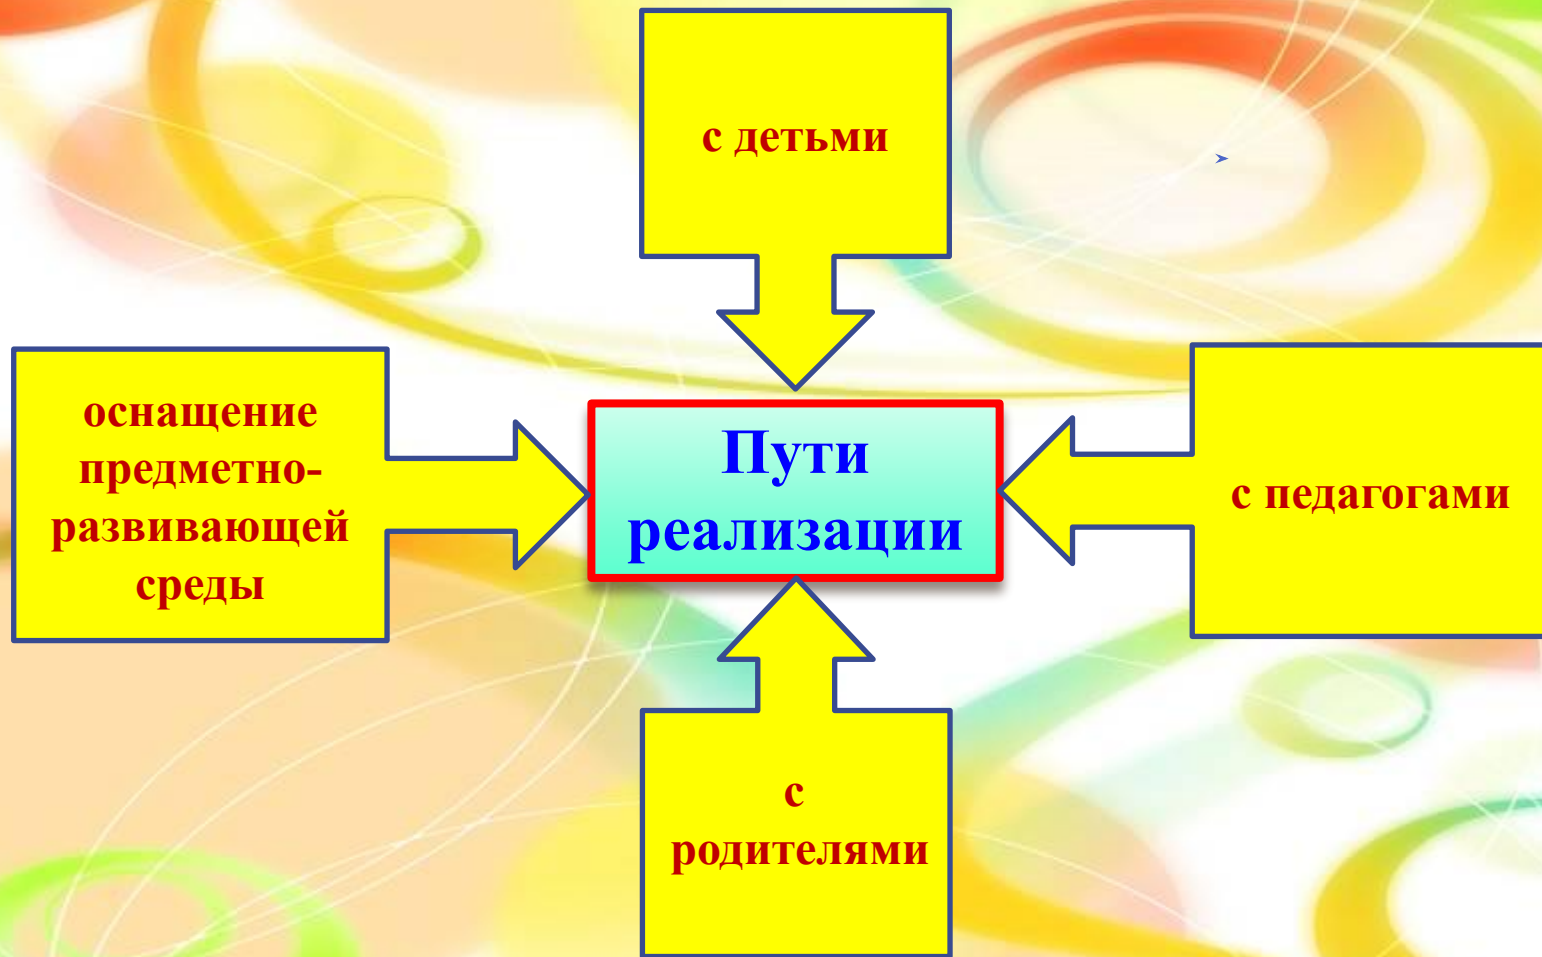 с детьми
оснащение
предметно-
развивающей
среды
Пути
реализации
с педагогами
с
родителями